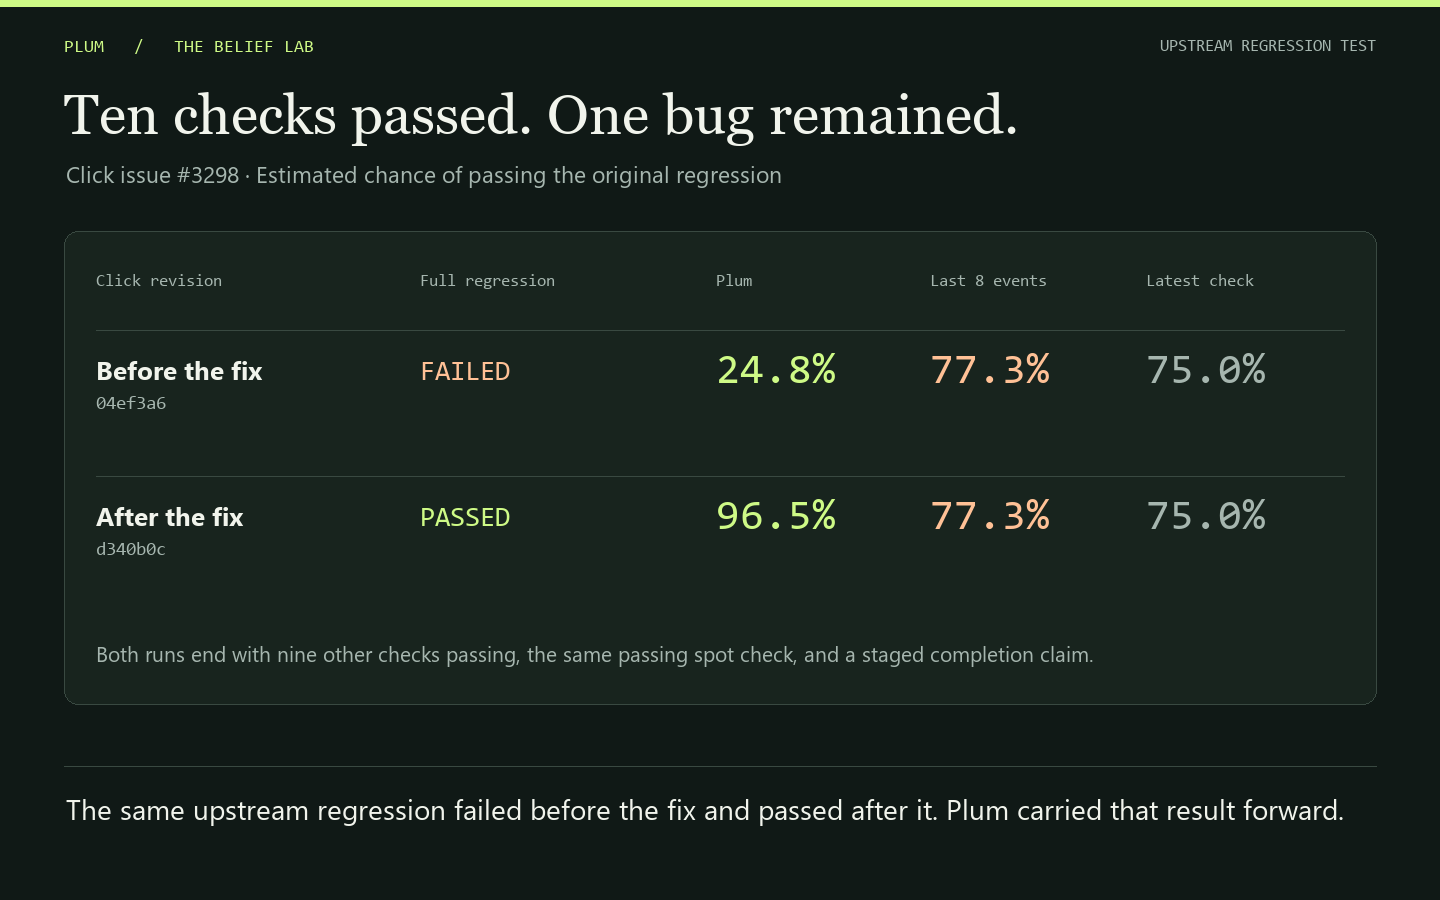 PLUM / THE BELIEF LAB UPSTREAM REGRESSION TEST
Ten checks passed. One bug remained.
Click issue #3298 · Estimated chance of passing the original regression
Click revision Full regression Plum Last 8 events Latest check
Before the fix FAILED 24.8% 77.3% 75.0%
04ef3a6
After the fix PASSED 96.5% 77.3% 75.0%
d340b0c
Both runs end with nine other checks passing, the same passing spot check, and a staged completion claim.
The same upstream regression failed before the fix and passed after it. Plum carried that result forward.